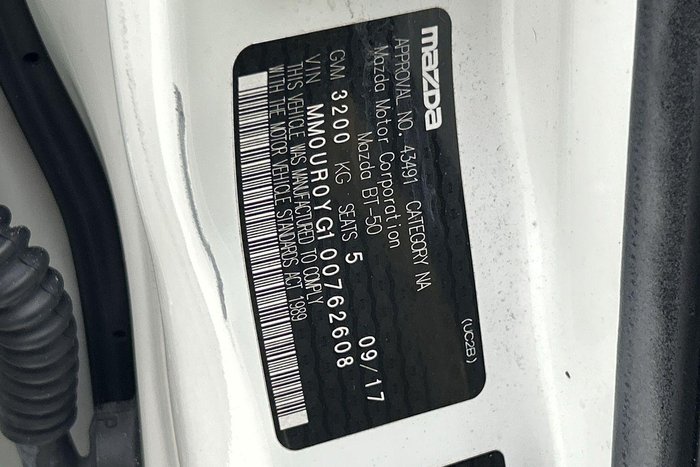 mazda
APPROVAL NO. 43491 CATEGORY NA
Mazda Motor Corporation
Mazda BT-50 (UC2B)
GVM 3200 KG SEATS 5 09/17
VIN MM0UR0YG100762608
THIS VEHICLE WAS MANUFACTURED TO COMPLY
WITH THE MOTOR VEHICLE STANDARDS ACT 1989